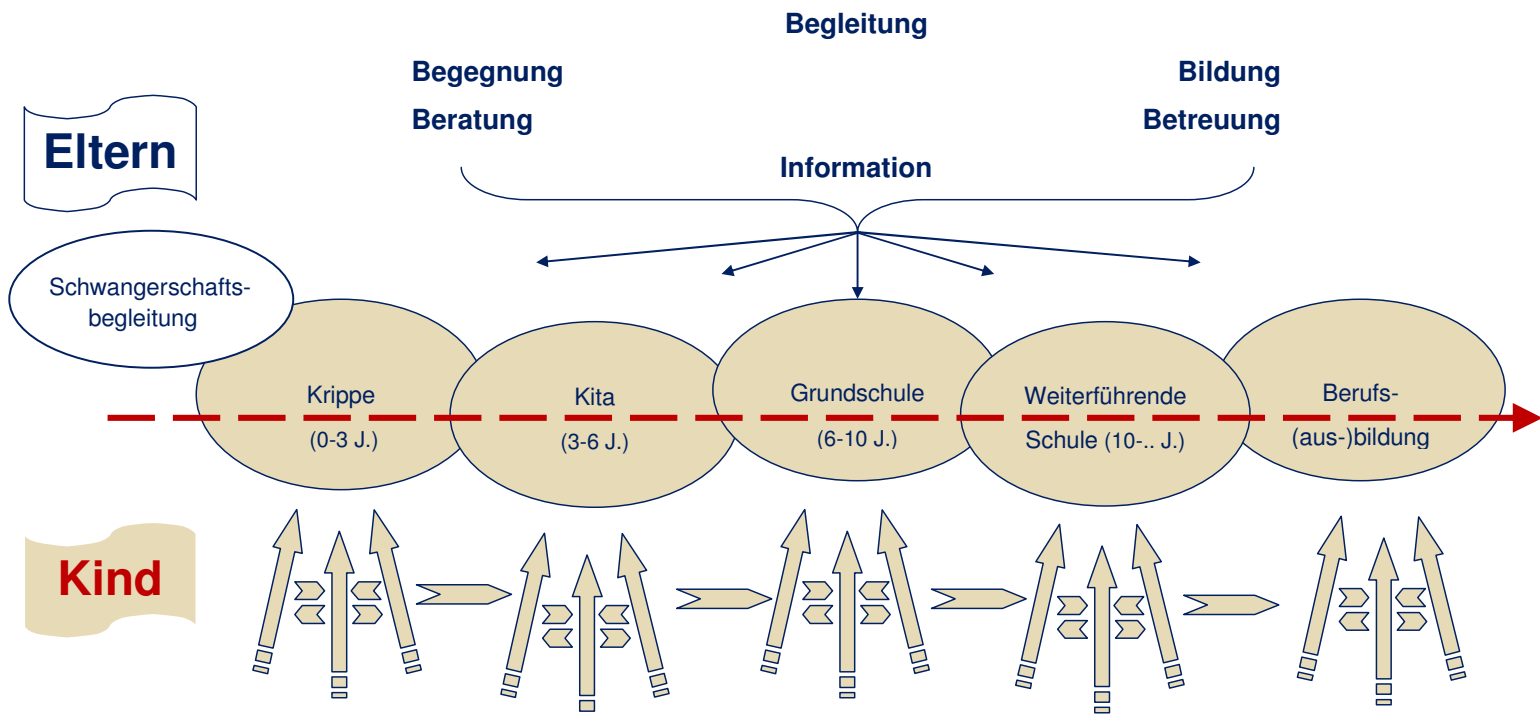 Begleitung
Begegnung
Bildung
Beratung
Betreuung
Eltern
Information
Schwangerschafts-
begleitung
Krippe
(0-3 J.)
Kita
(3-6 J.)
Grundschule
(6-10 J.)
Weiterführende
Schule (10-.. J.)
Berufs-
(aus-)bildung
Kind